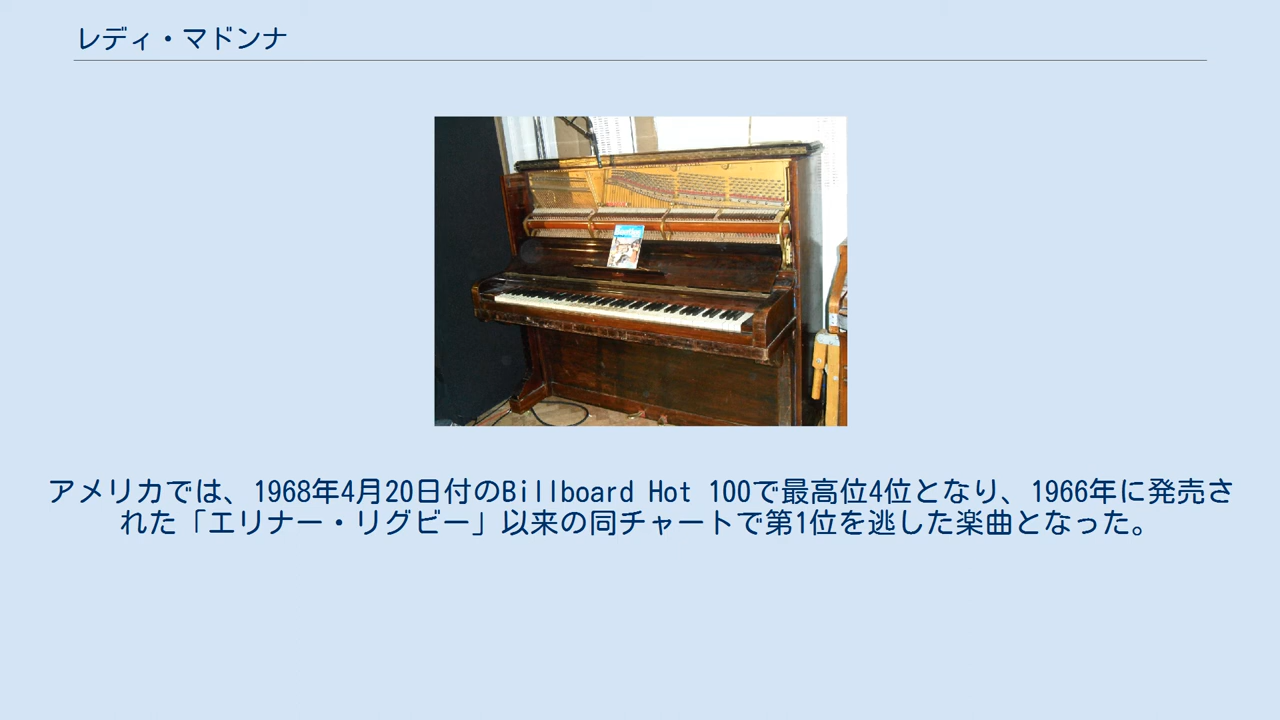 レディ・マドンナ
アメリカでは、1968年4月20日付のBillboard Hot 100で最高位4位となり、1966年に発売さ
れた「エリナー・リグビー」以来の同チャートで第1位を逃した楽曲となった。